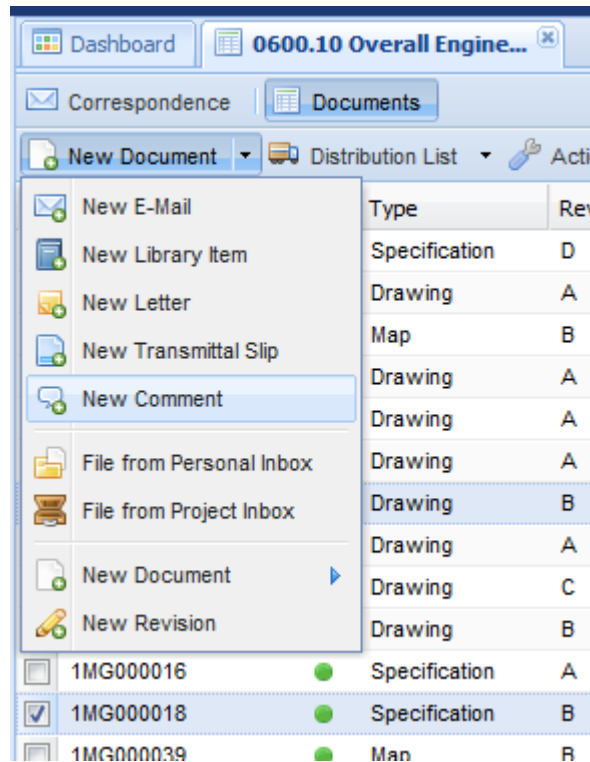 Dashboard 0600.10 Overall Engine...
Correspondence Documents
New Document Distribution List Acti
New E-Mail Type Rev
New Library Item Specification D
New Letter Drawing A
New Transmittal Slip Map B
New Comment Drawing A
Drawing A
File from Personal Inbox Drawing A
File from Project Inbox Drawing B
Drawing A
New Document Drawing C
New Revision Drawing B
1MG000016 Specification A
1MG000018 Specification B
1MG000039 Map B